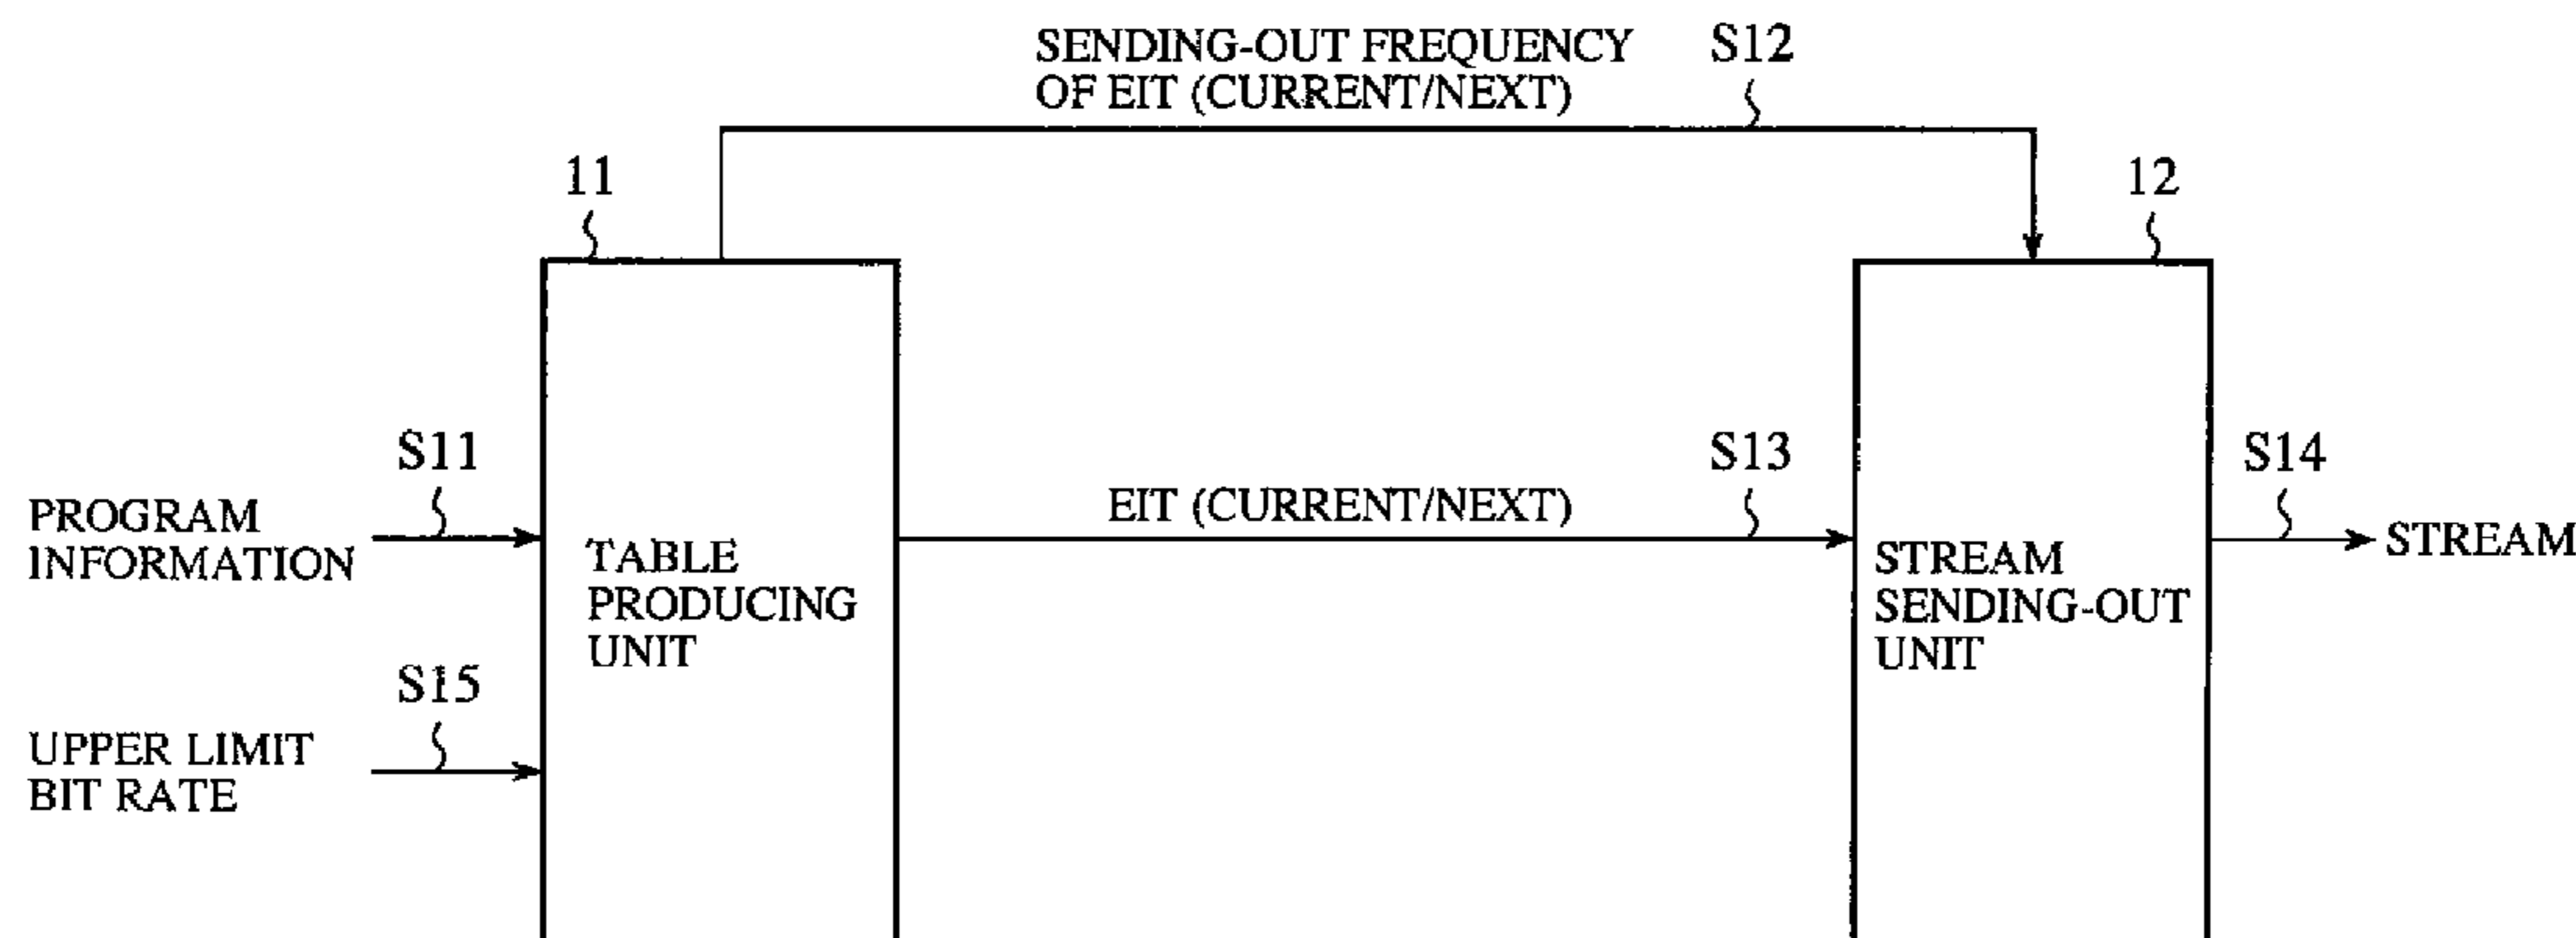 SENDING-OUT FREQUENCY
OF EIT (CURRENT/NEXT)
S12
11
12
S11
PROGRAM
INFORMATION
S13
EIT (CURRENT/NEXT)
S14
STREAM
TABLE
PRODUCING
UNIT
STREAM
SENDING-OUT
UNIT
S15
UPPER LIMIT
BIT RATE